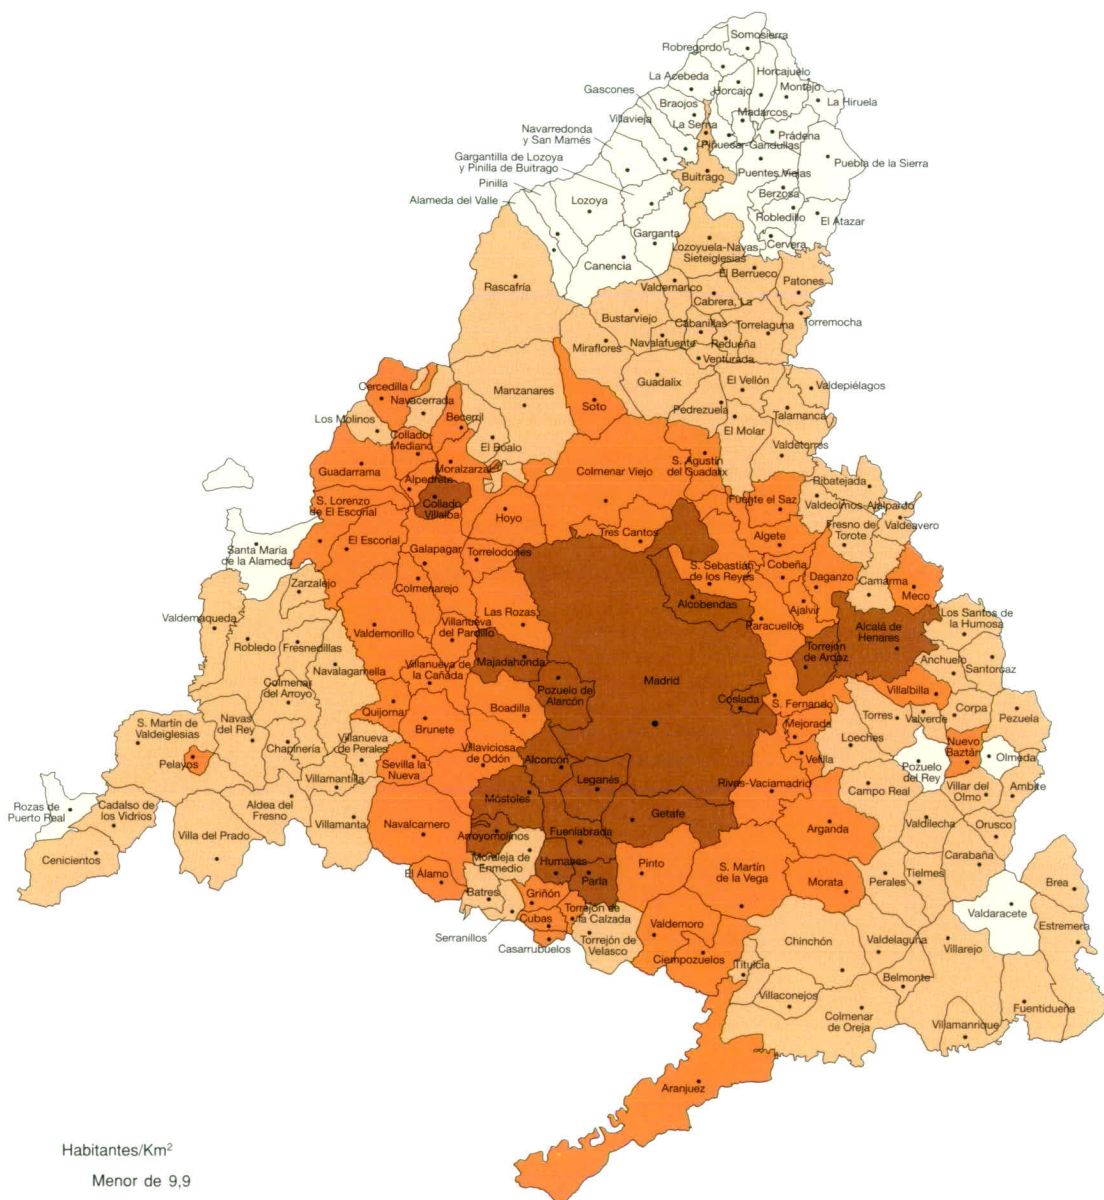 Somosierra
Robregordo
Horcajuelo
La Acebeda
Montejo
Horcajo
Gascones
La Hiruela
Braojos
Madarcos
Villavieja
La Serna
Prádena
Navarredonda
y San Mamés
Piñuecar-Gandullas
Gargantilla de Lozoya
y Pinilla de Buitrago
Puebla de la Sierra
Puentes Viejas
Buitrago
Pinilla
Berzosa
Alameda del Valle
Lozoya
Robledillo
El Atazar
Garganta
Cervera
Lozoyuela-Navas
Sieteiglesias
Canencia
El Berrueco
Rascafría
Valdemanco
Patones
Cabrera, La
Bustarviejo
Cabanillas
Torrelaguna
Torremocha
Miraflores
Navalafuente
Redueña
Venturada
Guadalix
El Vellón
Valdepiélagos
Cercedilla
Navacerrada
Manzanares
Soto
Pedrezuela
Talamanca
Los Molinos
Becerril
El Molar
Collado-
Mediano
El Boalo
Valdetorres
Guadarrama
Moralzarzal
Colmenar Viejo
S. Agustín
del Guadalix
Alpedrete
Ribatejada
Collado
Villalba
Fuente el Saz
Valdeolmos-Alalpardo
S. Lorenzo
de El Escorial
Hoyo
Fresno de
Torote
Valdeavero
Tres Cantos
Algete
El Escorial
Galapagar
Torrelodones
Santa María
de la Alameda
S. Sebastián
de los Reyes
Cobeña
Daganzo
Camarma
Zarzalejo
Colmenarejo
Meco
Las Rozas
Alcobendas
Ajalvir
Los Santos de
la Humosa
Valdemaqueda
Valdemorillo
Villanueva
del Pardillo
Paracuellos
Alcalá de
Henares
Robledo
Fresnedillas
Torrejón
de Ardoz
Anchuelo
Navalagamella
Villanueva de
la Cañada
Majadahonda
Santorcaz
Colmenar
del Arroyo
Pozuelo de
Alarcón
Madrid
Villalbilla
Quijorna
Boadilla
Coslada
S. Fernando
Corpa
Pezuela
S. Martín de
Valdeiglesias
Navas
del Rey
Brunete
Mejorada
Torres
Valverde
Villanueva
de Perales
Loeches
Chapinería
Nuevo
Baztán
Pelayos
Sevilla la
Nueva
Villaviciosa
de Odón
Alcorcón
Velilla
Pozuelo
del Rey
Olmeda
Villamantilla
Leganés
Rivas-Vaciamadrid
Campo Real
Villar del
Olmo
Ambite
Rozas de
Puerto Real
Cadalso de
los Vidrios
Aldea del
Fresno
Móstoles
Villamanta
Getafe
Navalcarnero
Arroyomolinos
Fuenlabrada
Arganda
Valdilecha
Orusco
Villa del Prado
Moraleja de
Enmedio
Cenicientos
Humanes
Pinto
S. Martín
de la Vega
Carabaña
El Álamo
Parla
Morata
Perales
Tielmes
Brea
Batres
Griñón
Valdaracete
Torrejón de
la Calzada
Cubas
Valdemoro
Estremera
Serranillos
Casarrubuelos
Torrejón de
Velasco
Chinchón
Valdelaguna
Villarejo
Ciempozuelos
Titulcia
Belmonte
Villaconejos
Colmenar
de Oreja
Fuentidueña
Villamanrique
Aranjuez
Habitantes/Km²
Menor de 9,9